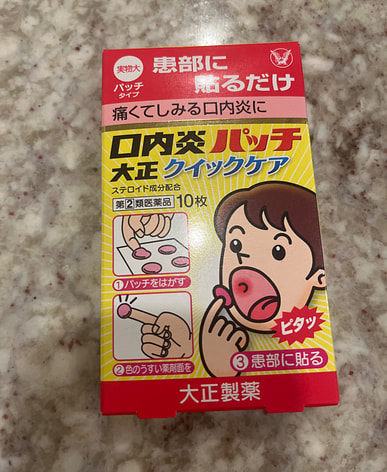 実物大
パッチ
タイプ
患部に
貼るだけ
痛くてしみる口内炎に
口内炎 パッチ
大正 クイックケア
ステロイド成分配合
指定第②類医薬品 10枚
①パッチをはがす
②色のうすい薬剤面を
ピタッ
③患部に貼る
大正製薬